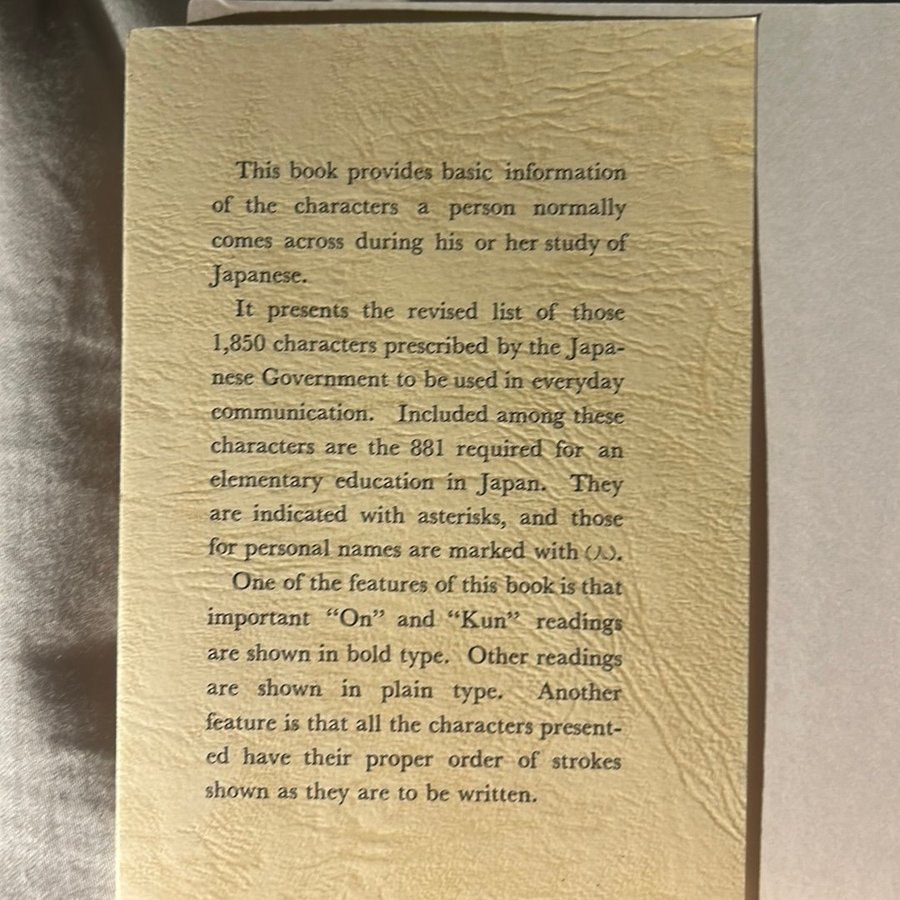 This book provides basic information
of the characters a person normally
comes across during his or her study of
Japanese.
It presents the revised list of those
1,850 characters prescribed by the Japa-
nese Government to be used in everyday
communication. Included among these
characters are the 881 required for an
elementary education in Japan. They
are indicated with asterisks, and those
for personal names are marked with (人).
One of the features of this book is that
important “On” and “Kun” readings
are shown in bold type. Other readings
are shown in plain type. Another
feature is that all the characters present-
ed have their proper order of strokes
shown as they are to be written.